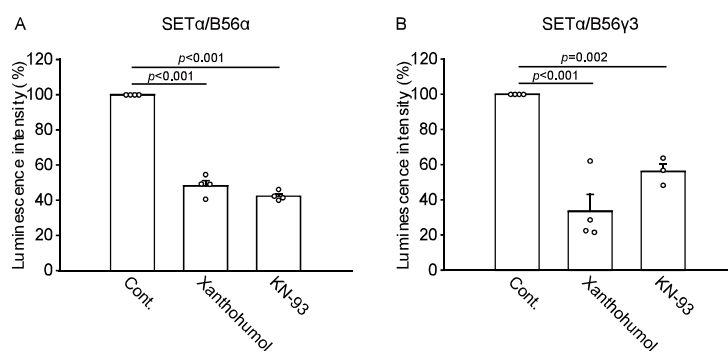 A
SETα/B56α
Luminescence intensity (%)
120
100
80
60
40
20
0
p<0.001
p<0.001
Cont.
Xanthohumol
KN-93
B
SETα/B56γ3
Luminescence intensity (%)
120
100
80
60
40
20
0
p=0.002
p<0.001
Cont.
Xanthohumol
KN-93